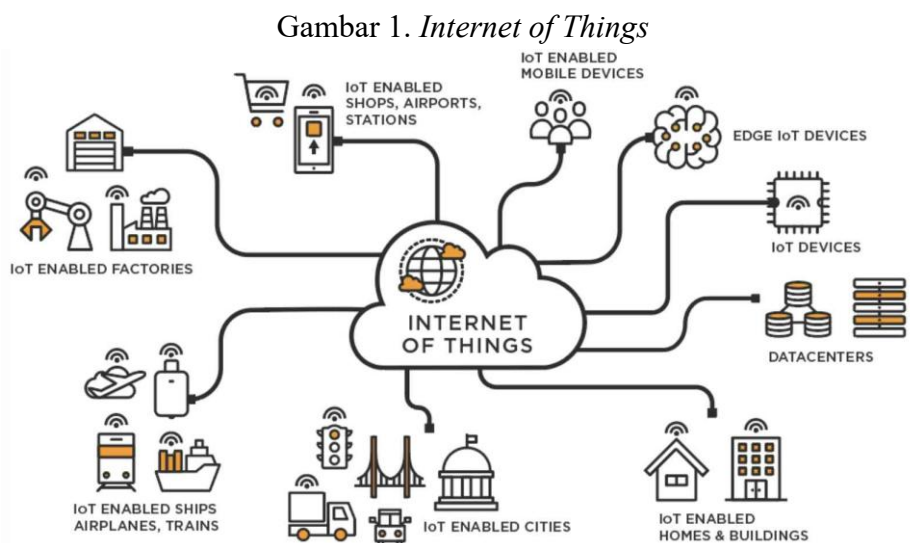 Gambar 1. Internet of Things
IoT ENABLED
MOBILE DEVICES
IoT ENABLED
SHOPS, AIRPORTS,
STATIONS
EDGE IoT DEVICES
IoT DEVICES
IoT ENABLED FACTORIES
INTERNET
OF THINGS
DATACENTERS
IoT ENABLED SHIPS
AIRPLANES, TRAINS
IoT ENABLED CITIES
IoT ENABLED
HOMES & BUILDINGS